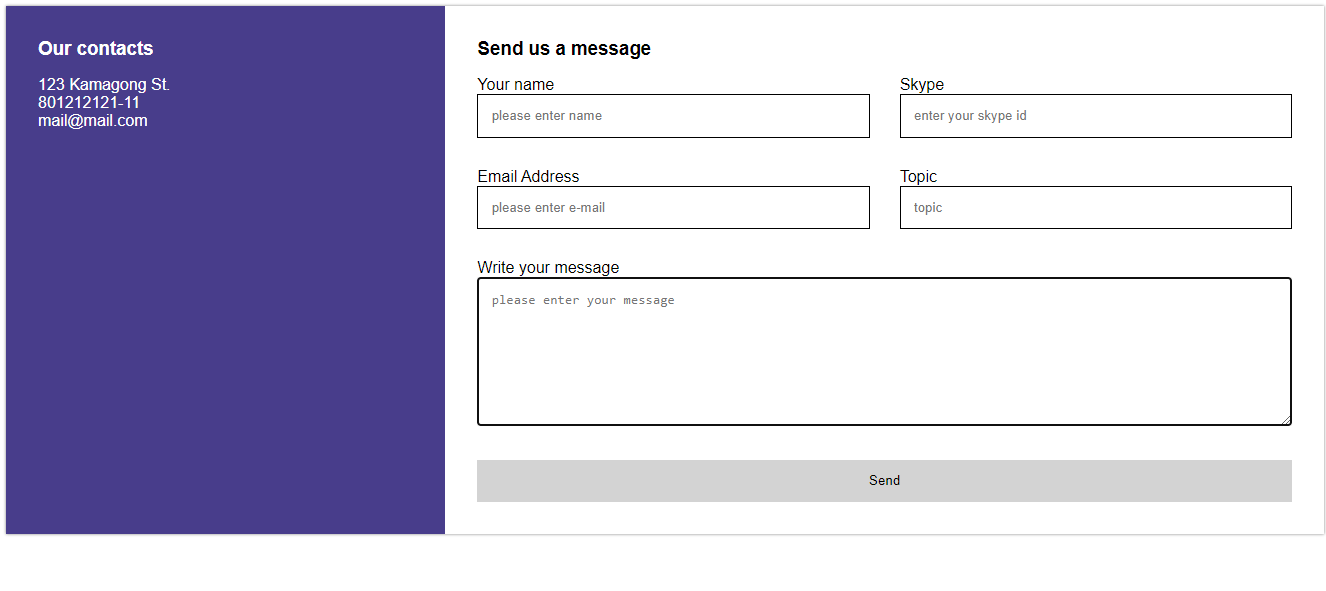 Our contacts
123 Kamagong St.
801212121-11
mail@mail.com
Send us a message
Your name
please enter name
Skype
enter your skype id
Email Address
please enter e-mail
Topic
topic
Write your message
please enter your message
Send